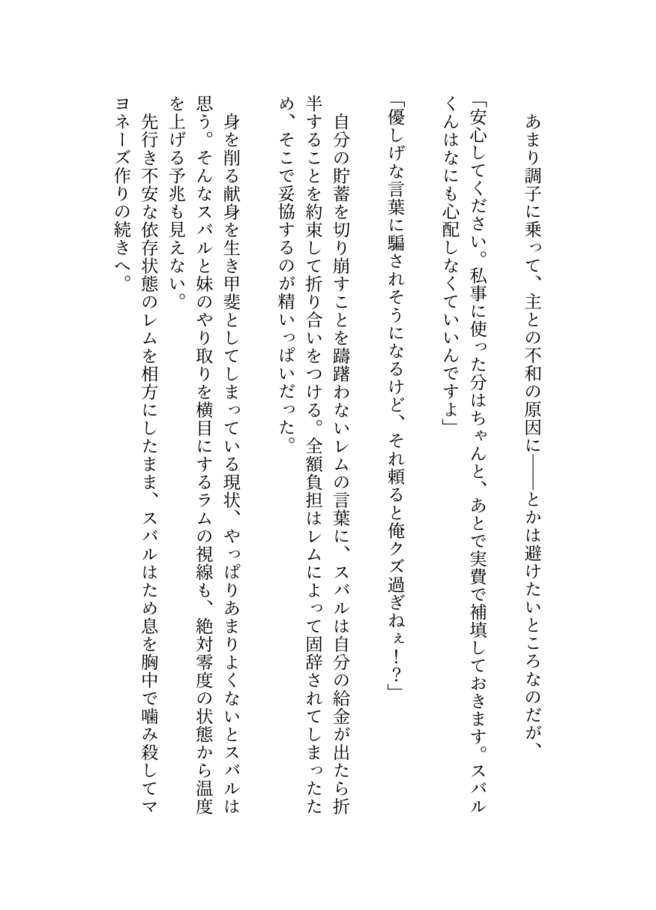 あまり調子に乗って、主との不和の原因に――とかは避けたいところなのだが、
「安心してください。私事に使った分はちゃんと、あとで実費で補填しておきます。スバル
くんはなにも心配しなくていいんですよ」
「優しげな言葉に騙されそうになるけど、それ頼ると俺クズ過ぎねぇ！？」
自分の貯蓄を切り崩すことを躊躇わないレムの言葉に、スバルは自分の給金が出たら折
半することを約束して折り合いをつける。全額負担はレムによって固辞されてしまったた
め、そこで妥協するのが精いっぱいだった。
身を削る献身を生き甲斐としてしまっている現状、やっぱりあまりよくないとスバルは
思う。そんなスバルと妹のやり取りを横目にするラムの視線も、絶対零度の状態から温度
を上げる予兆も見えない。
先行き不安な依存状態のレムを相方にしたまま、スバルはため息を胸中で噛み殺してマ
ヨネーズ作りの続きへ。